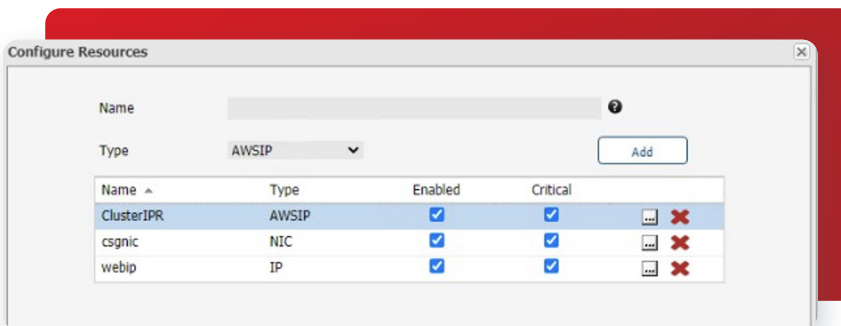 Configure Resources
Name
Type AWSIP Add
Name Type Enabled Critical
ClusterIPR AWSIP ...
csgnic NIC ...
webip IP ...